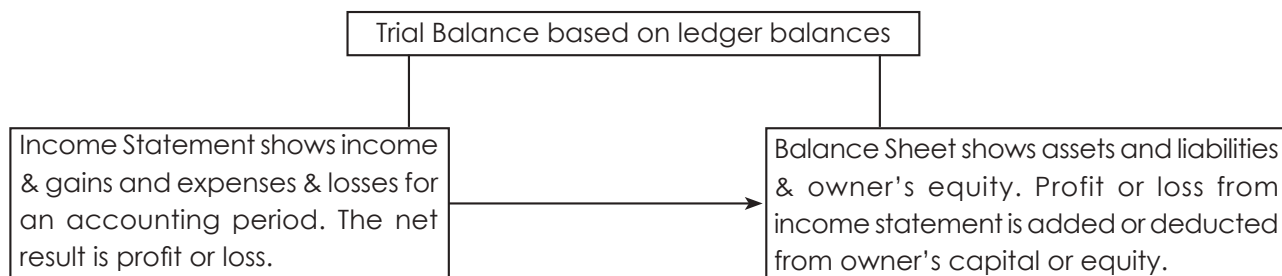 Trial Balance based on ledger balances
Income Statement shows income
& gains and expenses & losses for
an accounting period. The net
result is profit or loss.
Balance Sheet shows assets and liabilities
& owner’s equity. Profit or loss from
income statement is added or deducted
from owner’s capital or equity.